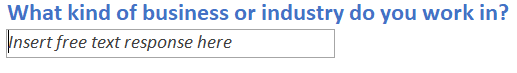 What kind of business or industry do you work in?
Insert free text response here